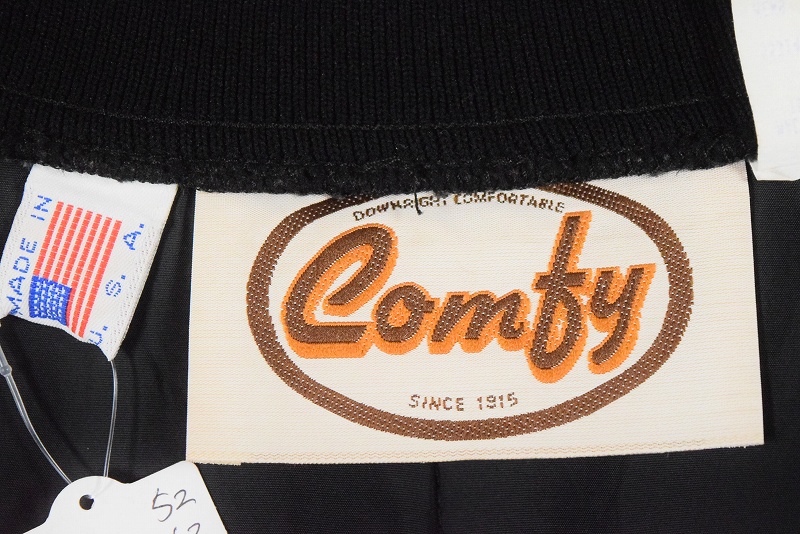 MADE IN
U. S. A.
DOWNRIGHT COMFORTABLE
Comfy
SINCE 1915
52